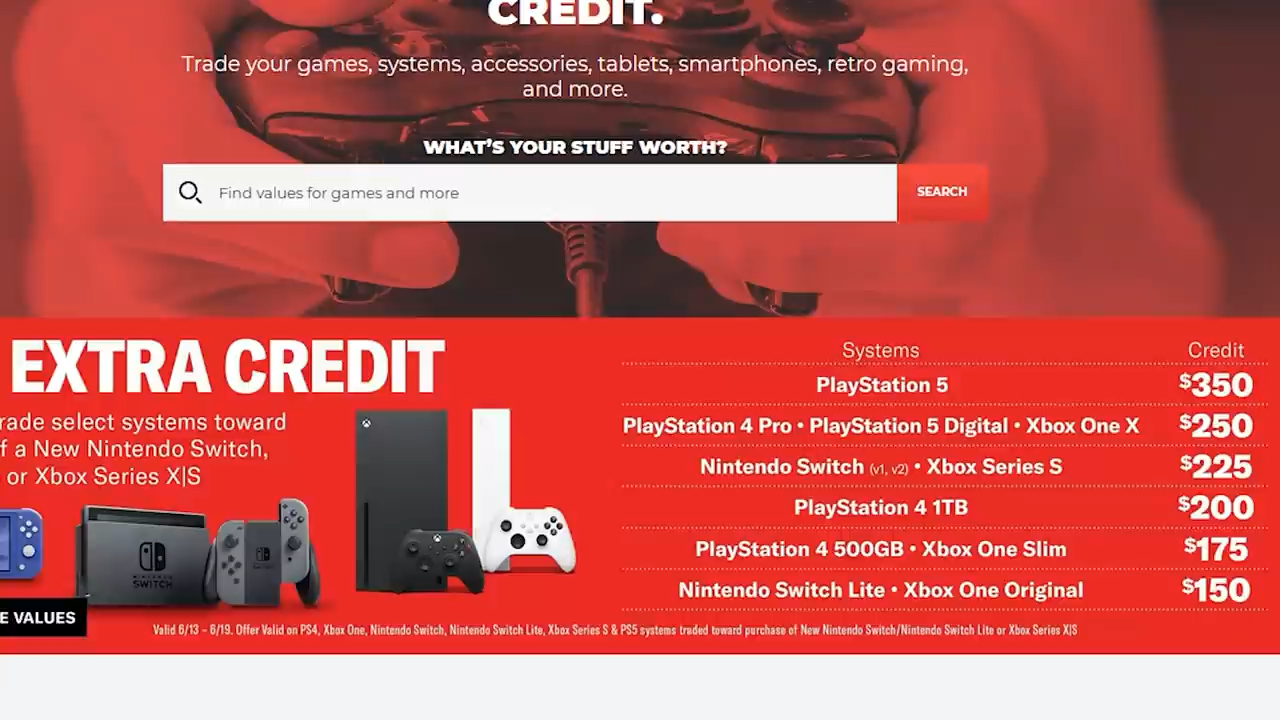 CREDIT.
Trade your games, systems, accessories, tablets, smartphones, retro gaming,
and more.
WHAT'S YOUR STUFF WORTH?
Find values for games and more
SEARCH
EXTRA CREDIT
rade select systems toward
f a New Nintendo Switch,
or Xbox Series X|S
NINTENDO
SWITCH
E VALUES
Systems Credit
PlayStation 5 $350
PlayStation 4 Pro • PlayStation 5 Digital • Xbox One X $250
Nintendo Switch (v1, v2) • Xbox Series S $225
PlayStation 4 1TB $200
PlayStation 4 500GB • Xbox One Slim $175
Nintendo Switch Lite • Xbox One Original $150
Valid 6/13 – 6/19. Offer Valid on PS4, Xbox One, Nintendo Switch, Nintendo Switch Lite, Xbox Series S & PS5 systems traded toward purchase of New Nintendo Switch/Nintendo Switch Lite or Xbox Series X|S